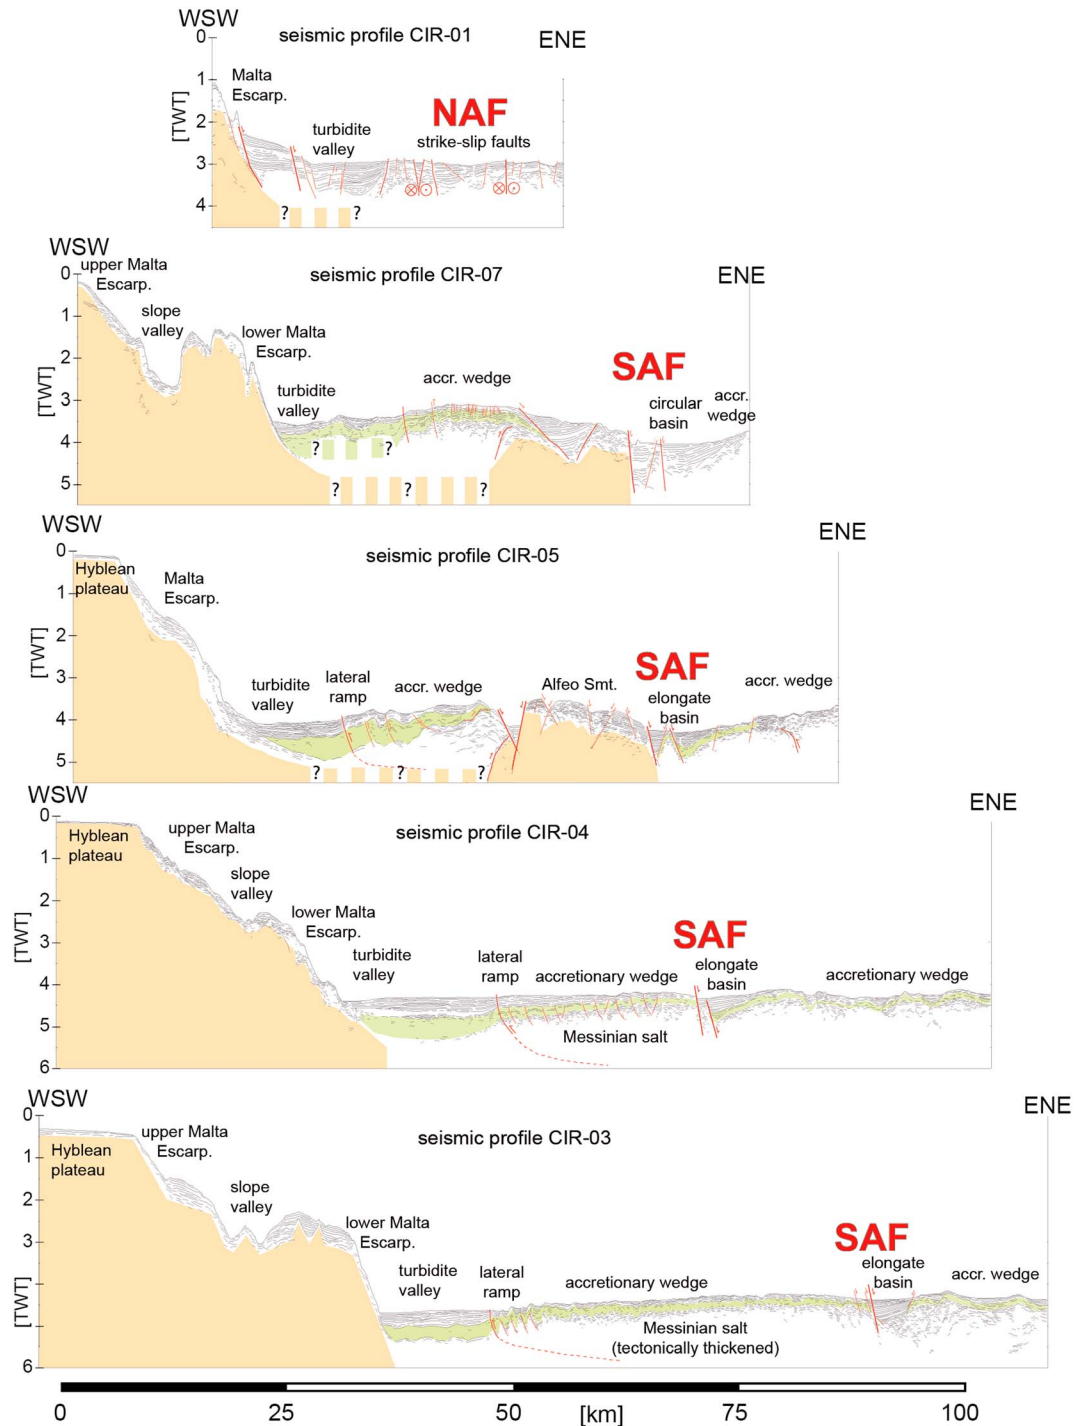 WSW
seismic profile CIR-01
ENE
0
1
2
3
4
[TWT]
Malta
Escarp.
turbidite
valley
NAF
strike-slip faults
? ?
WSW
seismic profile CIR-07
ENE
0
1
2
3
4
5
[TWT]
upper Malta
Escarp.
slope
valley
lower Malta
Escarp.
turbidite
valley
accr. wedge
SAF
circular
basin
accr.
wedge
? ?
? ? ?
WSW
seismic profile CIR-05
ENE
0
1
2
3
4
5
[TWT]
Hyblean
plateau
Malta
Escarp.
turbidite
valley
lateral
ramp
accr. wedge
Alfeo Smt.
SAF
elongate
basin
accr. wedge
? ? ?
WSW
seismic profile CIR-04
ENE
0
1
2
3
4
5
6
[TWT]
Hyblean
plateau
upper Malta
Escarp.
slope
valley
lower Malta
Escarp.
turbidite
valley
lateral
ramp
accretionary wedge
Messinian salt
SAF
elongate
basin
accretionary wedge
WSW
seismic profile CIR-03
ENE
0
1
2
3
4
6
[TWT]
Hyblean
plateau
upper Malta
Escarp.
slope
valley
lower Malta
Escarp.
turbidite
valley
lateral
ramp
accretionary wedge
Messinian salt
(tectonically thickened)
SAF
elongate
basin
accr. wedge
0 25 50 [km] 75 100